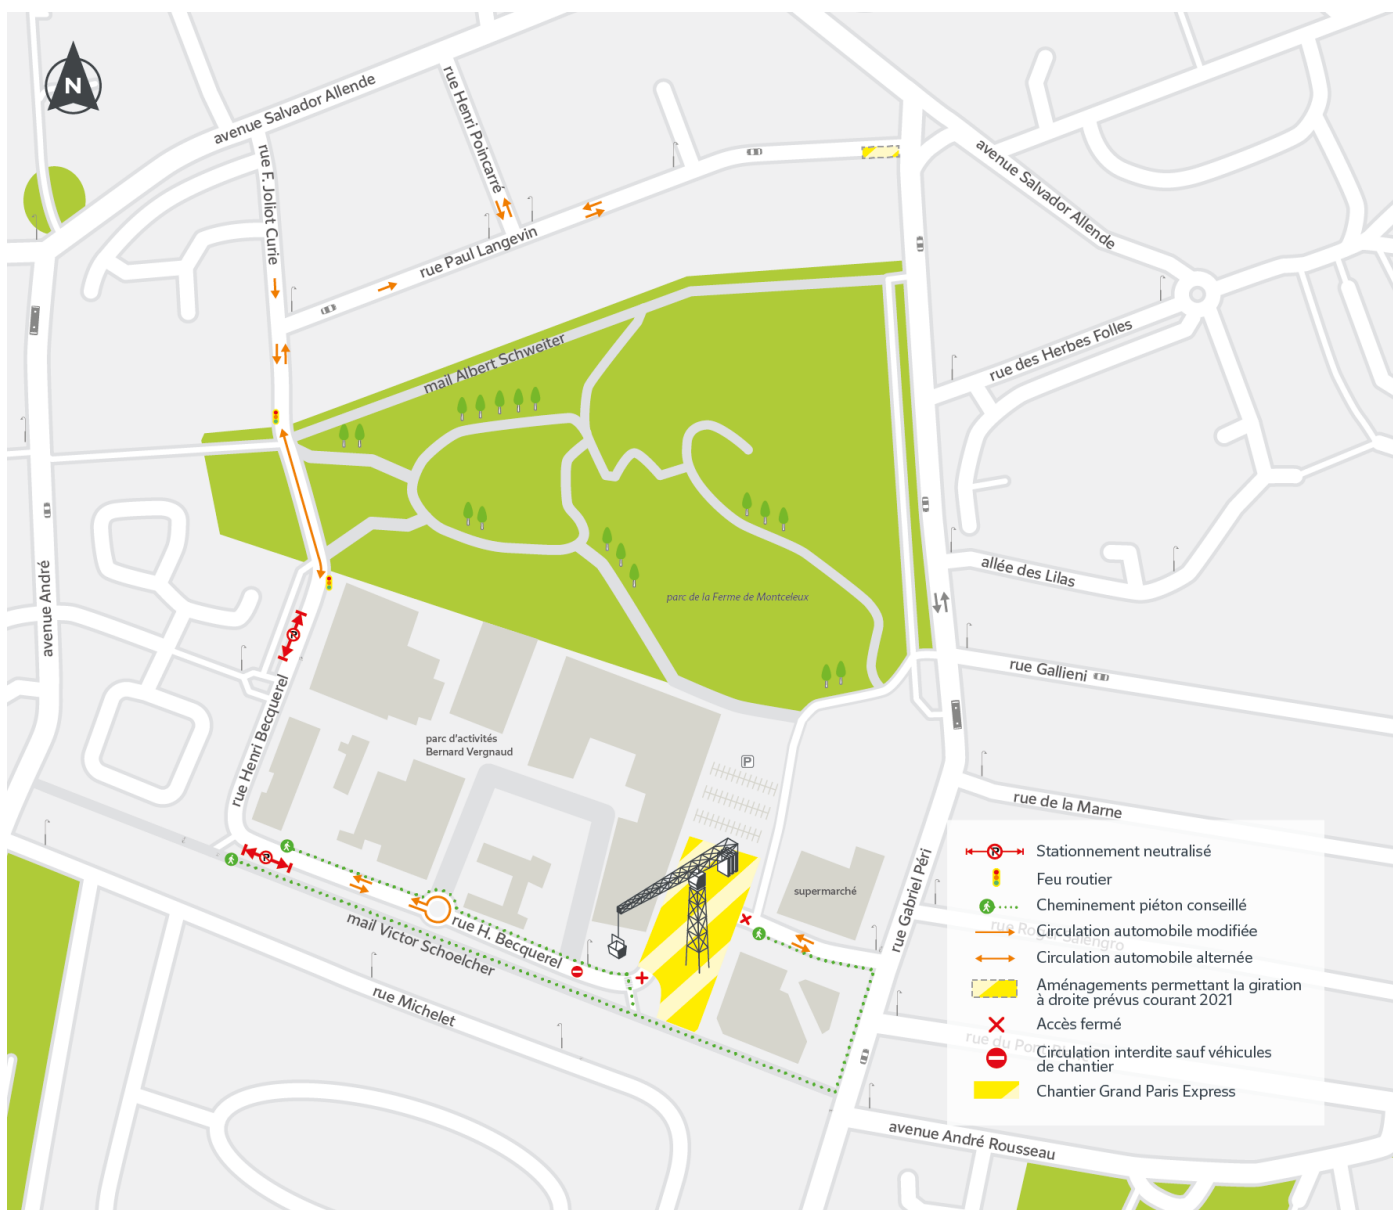 N
avenue Salvador Allende
rue Henri Poincarré
rue F. Joliot Curie
avenue Salvador Allende
rue Paul Langevin
rue des Herbes Folles
mail Albert Schweiter
avenue André
allée des Lilas
parc de la Ferme de Montceleux
rue Gallieni
rue Henri Becquerel
parc d'activités
Bernard Vergnaud
P
rue de la Marne
supermarché
rue Gabriel Péri
rue H. Becquerel
mail Victor Schoelcher
rue Michelet
avenue André Rousseau
Stationnement neutralisé
Feu routier
Cheminement piéton conseillé
Circulation automobile modifiée
Circulation automobile alternée
Aménagements permettant la giration
à droite prévus courant 2021
Accès fermé
Circulation interdite sauf véhicules
de chantier
Chantier Grand Paris Express